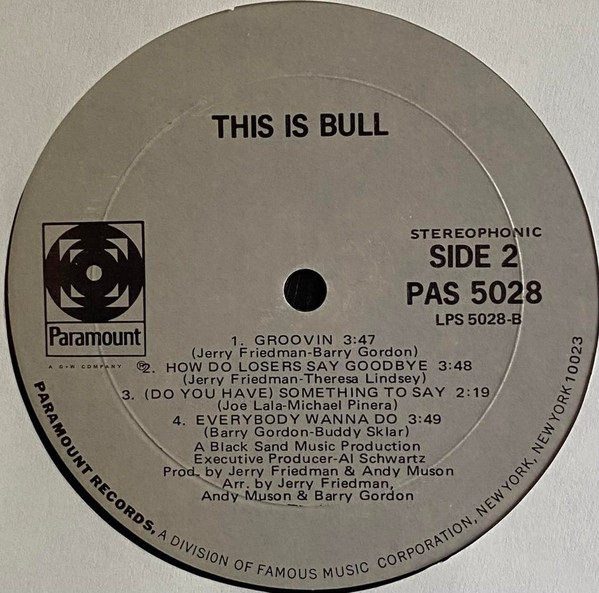 THIS IS BULL
STEREOPHONIC
SIDE 2
PAS 5028
LPS 5028-B
Paramount
A G+W COMPANY Ⓟ
1. GROOVIN 3:47
(Jerry Friedman-Barry Gordon)
2. HOW DO LOSERS SAY GOODBYE 3:48
(Jerry Friedman-Theresa Lindsey)
3. (DO YOU HAVE) SOMETHING TO SAY 2:19
(Joe Lala-Michael Pinera)
4. EVERYBODY WANNA DO 3:49
(Barry Gordon-Buddy Sklar)
A Black Sand Music Production
Executive Producer-Al Schwartz
Prod. by Jerry Friedman & Andy Muson
Arr. by Jerry Friedman,
Andy Muson & Barry Gordon
PARAMOUNT RECORDS, A DIVISION OF FAMOUS MUSIC CORPORATION, NEW YORK, NEW YORK 10023